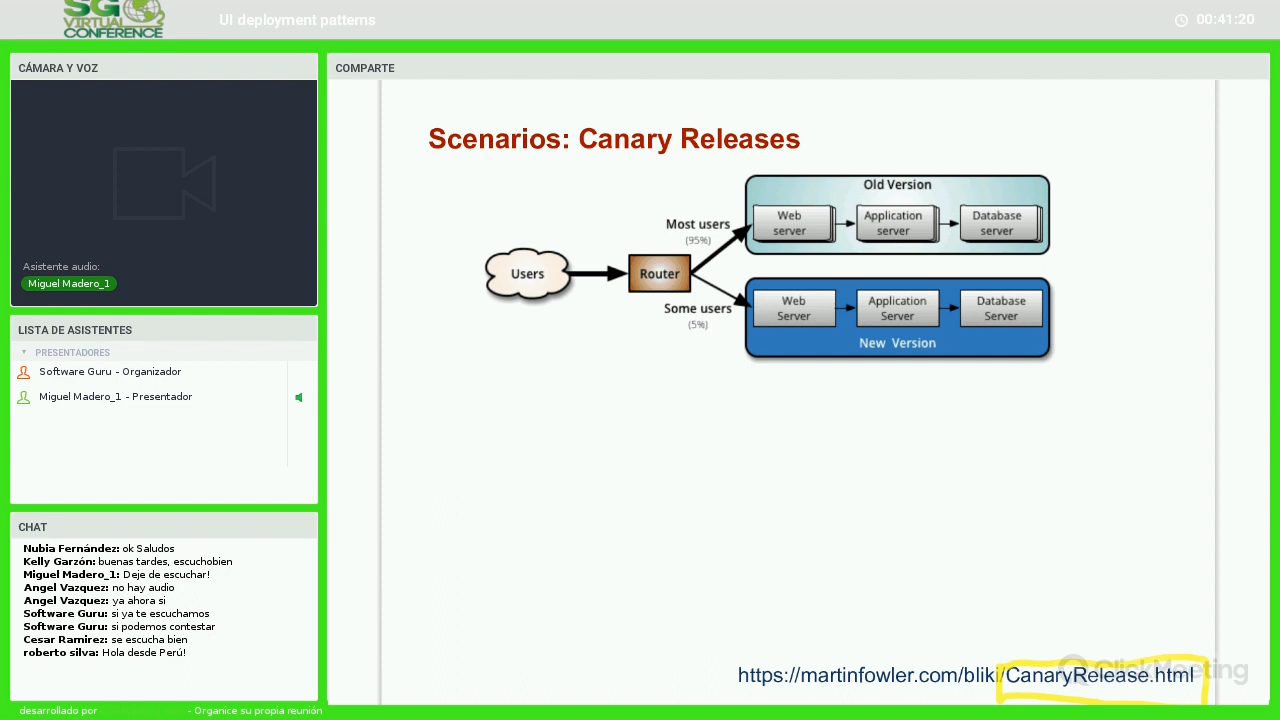 SG
VIRTUAL
CONFERENCE
UI deployment patterns
00:41:20
CÁMARA Y VOZ
Asistente audio:
Miguel Madero_1
LISTA DE ASISTENTES
PRESENTADORES
Software Guru - Organizador
Miguel Madero_1 - Presentador
CHAT
Nubia Fernández: ok Saludos
Kelly Garzón: buenas tardes, escuchobien
Miguel Madero_1: Deje de escuchar!
Angel Vazquez: no hay audio
Angel Vazquez: ya ahora si
Software Guru: si ya te escuchamos
Software Guru: si podemos contestar
Cesar Ramirez: se escucha bien
roberto silva: Hola desde Perú!
desarrollado por - Organice su propia reunión
COMPARTE
Scenarios: Canary Releases
Users
Router
Most users
(95%)
Some users
(5%)
Old Version
Web
server
Application
server
Database
server
Web
Server
Application
Server
Database
Server
New Version
https://martinfowler.com/bliki/CanaryRelease.html
ClickMeeting